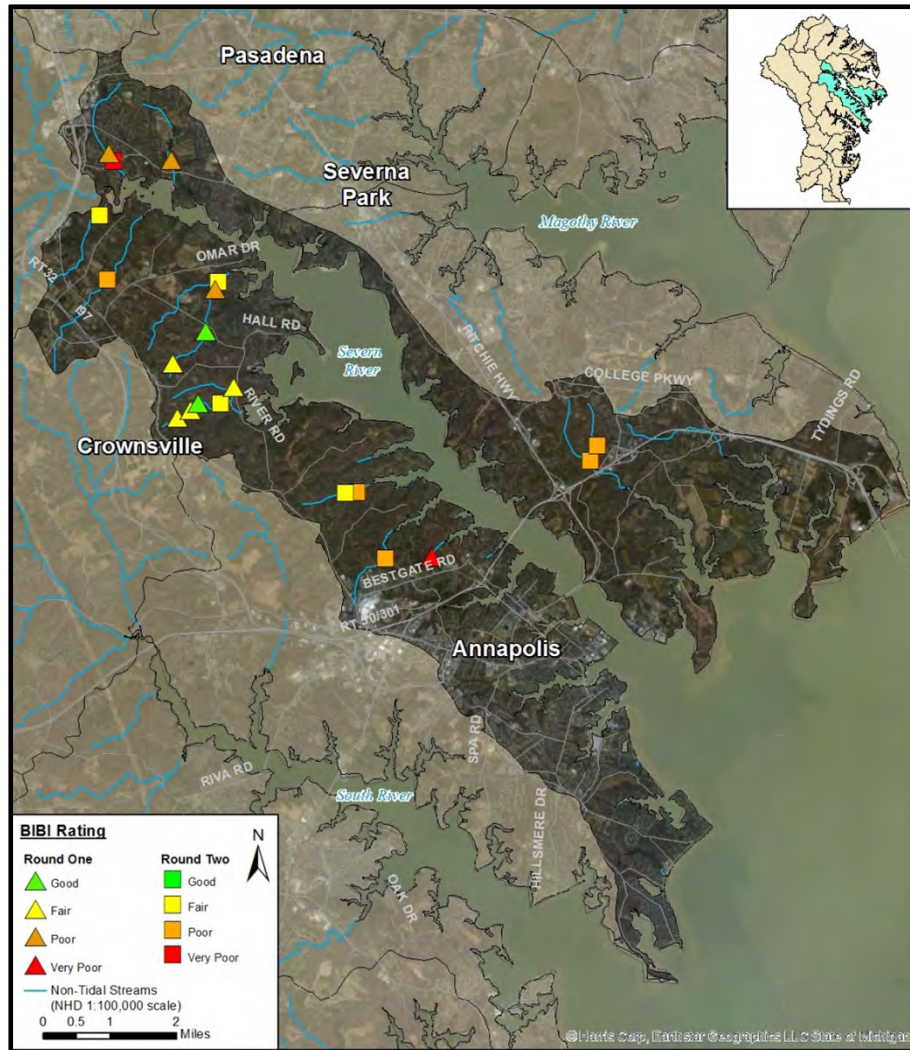 Pasadena
Severna
Park
Magothy River
OMAR DR
RT32
I97
HALL RD
Severn
River
RITCHIE HWY
COLLEGE PKWY
TYDINGS RD
RIVER RD
Crownsville
BESTGATE RD
RT 50/301
Annapolis
SPA RD
RIVA RD
South River
HILLSMERE DR
OAK DR
BIBI Rating
N
Round One
Round Two
Good
Good
Fair
Fair
Poor
Poor
Very Poor
Very Poor
Non-Tidal Streams
(NHD 1:100,000 scale)
0 0.5 1 2
Miles
© Harris Corp, Earthstar Geographics LLC State of Michigan